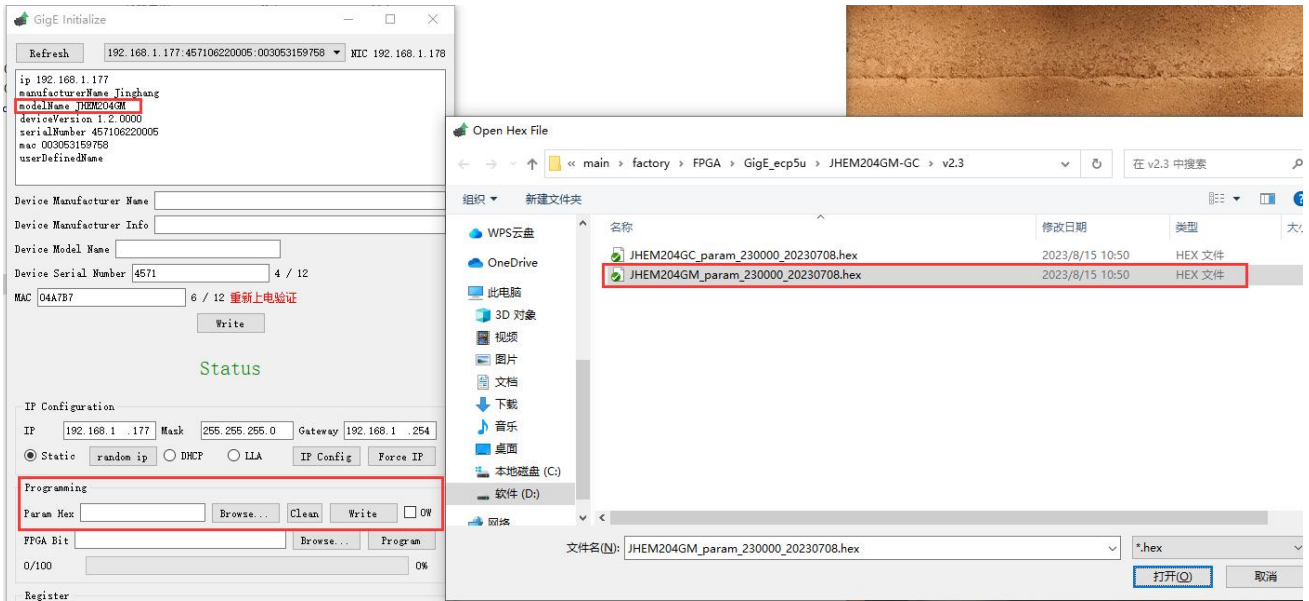 GigE Initialize
Refresh 192.168.1.177:457106220005:003053159758 NIC 192.168.1.178
ip 192.168.1.177
manufacturerName Jinghang
modelName JHEM204GM
deviceVersion 1.2.0000
serialNumber 457106220005
mac 003053159758
userDefinedName
Device Manufacturer Name
Device Manufacturer Info
Device Model Name
Device Serial Number 4571 4 / 12
MAC 04A7B7 6 / 12 重新上电验证
Write
Status
IP Configuration
IP 192.168.1 .177 Mask 255.255.255.0 Gateway 192.168.1 .254
Static random ip DHCP LLA IP Config Force IP
Programming
Param Hex Browse... Clean Write OW
FPGA Bit Browse... Program
0/100 0%
Register
Open Hex File
« main › factory › FPGA › GigE_ecp5u › JHEM204GM-GC › v2.3 在 v2.3 中搜索
组织 新建文件夹
WPS云盘
OneDrive
此电脑
3D 对象
视频
图片
文档
下载
音乐
桌面
本地磁盘 (C:)
软件 (D:)
网络
名称 修改日期 类型
JHEM204GC_param_230000_20230708.hex 2023/8/15 10:50 HEX 文件
JHEM204GM_param_230000_20230708.hex 2023/8/15 10:50 HEX 文件
文件名(N): JHEM204GM_param_230000_20230708.hex *.hex
打开(O) 取消